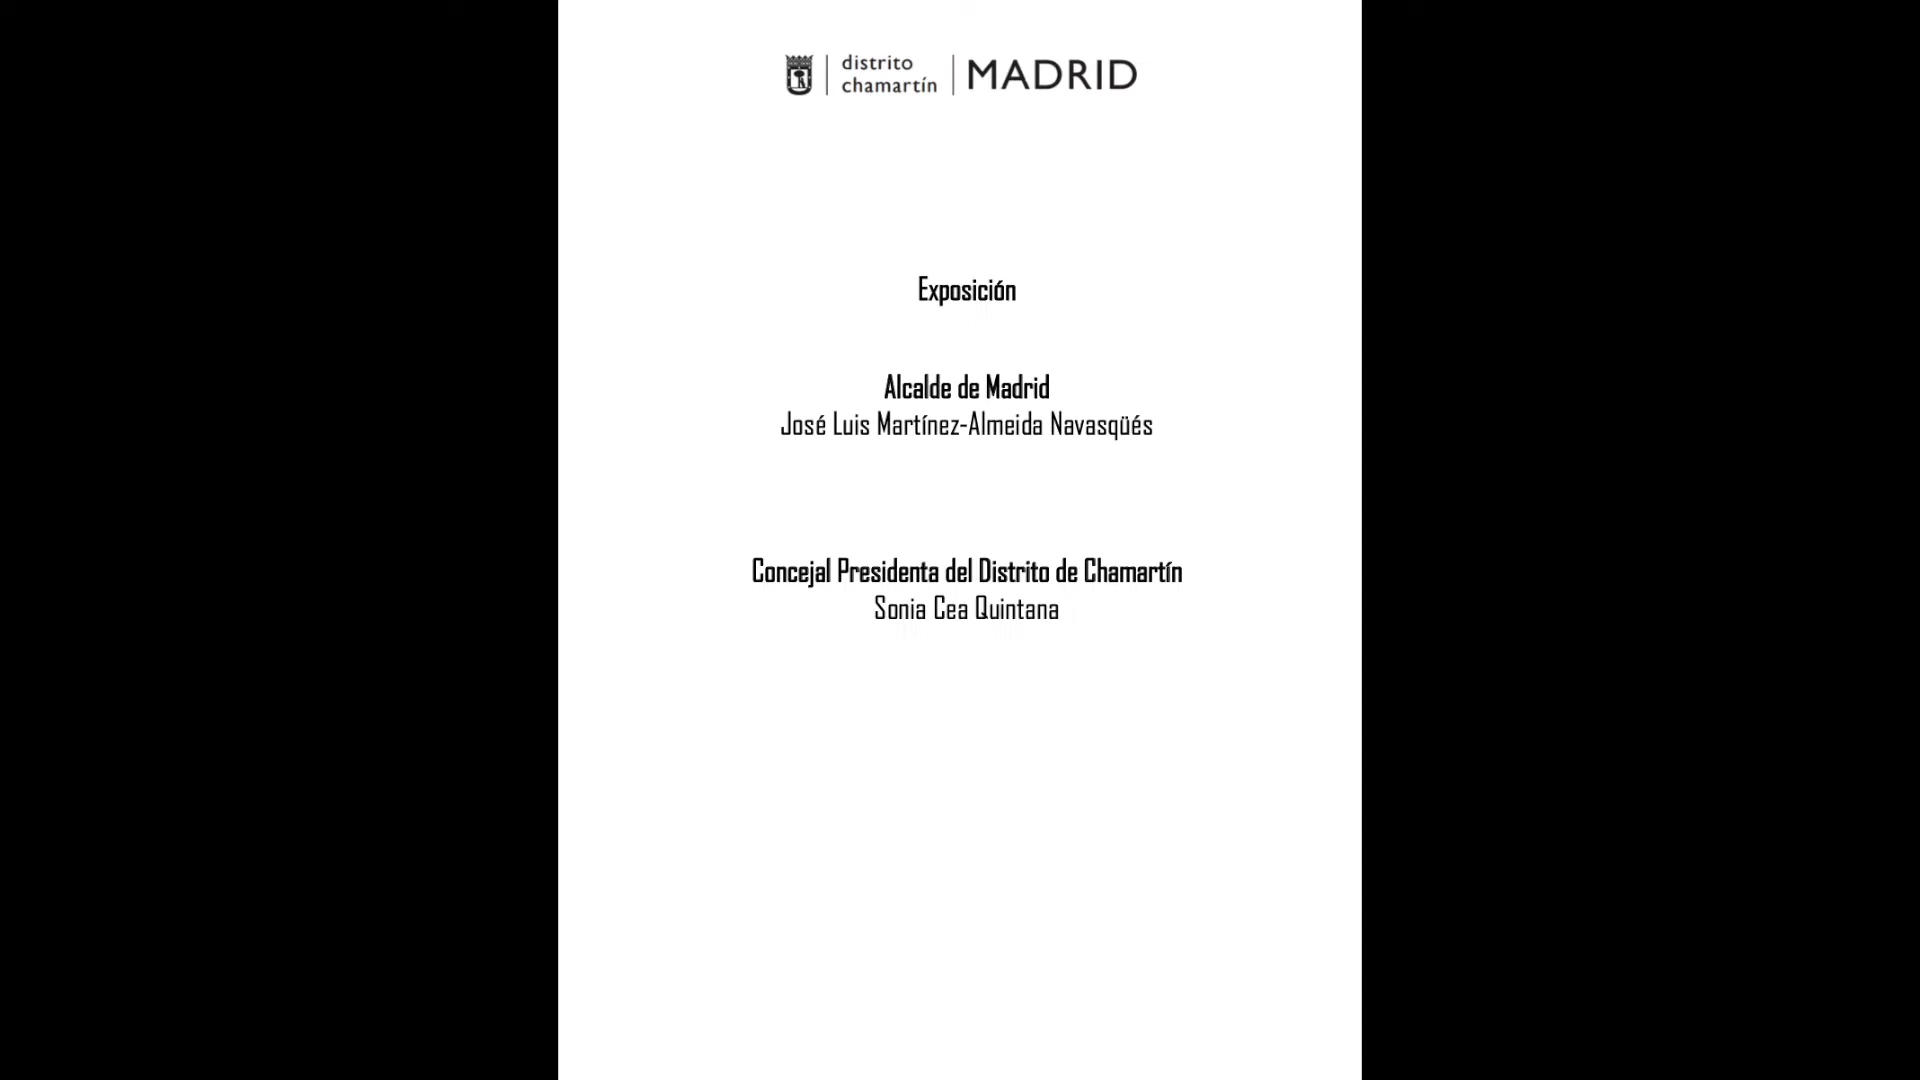 distrito
chamartín
MADRID
Exposición
Alcalde de Madrid
José Luis Martínez-Almeida Navasqüés
Concejal Presidenta del Distrito de Chamartín
Sonia Cea Quintana